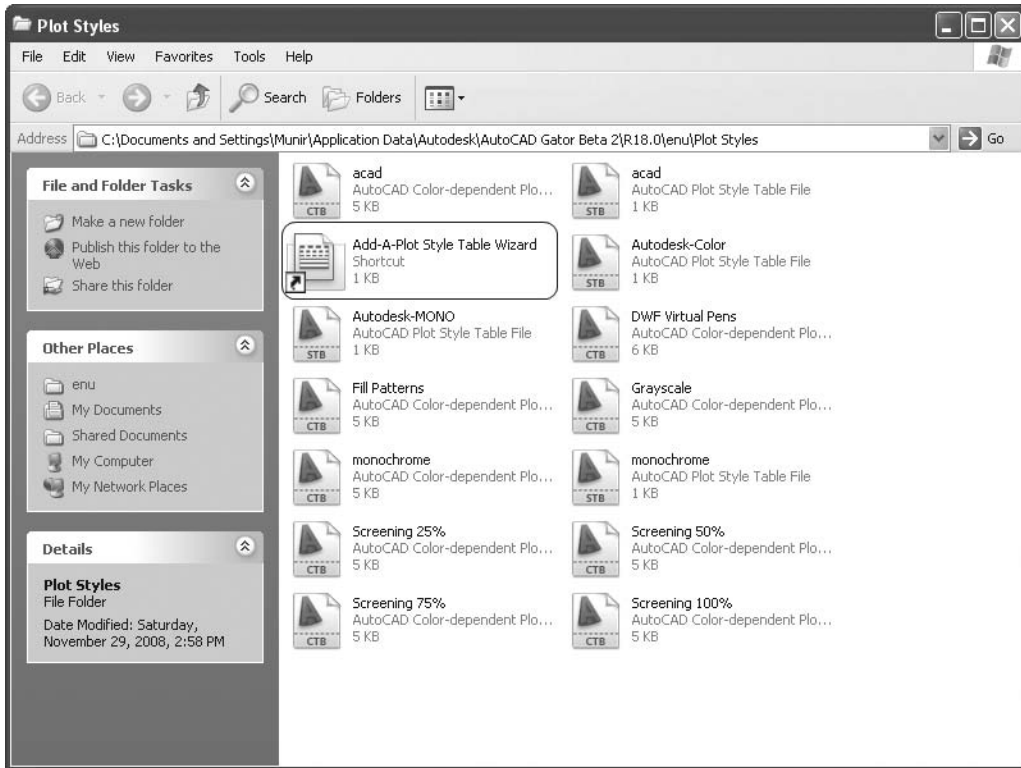 Plot Styles
File Edit View Favorites Tools Help
Back Search Folders
Address C:\Documents and Settings\Munir\Application Data\Autodesk\AutoCAD Gator Beta 2\R18.0\enu\Plot Styles Go
File and Folder Tasks
Make a new folder
Publish this folder to the
Web
Share this folder
Other Places
enu
My Documents
Shared Documents
My Computer
My Network Places
Details
Plot Styles
File Folder
Date Modified: Saturday,
November 29, 2008, 2:58 PM
acad
AutoCAD Color-dependent Plo...
5 KB
CTB
acad
AutoCAD Plot Style Table File
1 KB
STB
Add-A-Plot Style Table Wizard
Shortcut
1 KB
Autodesk-Color
AutoCAD Plot Style Table File
1 KB
STB
Autodesk-MONO
AutoCAD Plot Style Table File
1 KB
STB
DWF Virtual Pens
AutoCAD Color-dependent Plo...
6 KB
CTB
Fill Patterns
AutoCAD Color-dependent Plo...
5 KB
CTB
Grayscale
AutoCAD Color-dependent Plo...
5 KB
CTB
monochrome
AutoCAD Color-dependent Plo...
5 KB
CTB
monochrome
AutoCAD Plot Style Table File
1 KB
STB
Screening 25%
AutoCAD Color-dependent Plo...
5 KB
CTB
Screening 50%
AutoCAD Color-dependent Plo...
5 KB
CTB
Screening 75%
AutoCAD Color-dependent Plo...
5 KB
CTB
Screening 100%
AutoCAD Color-dependent Plo...
5 KB
CTB